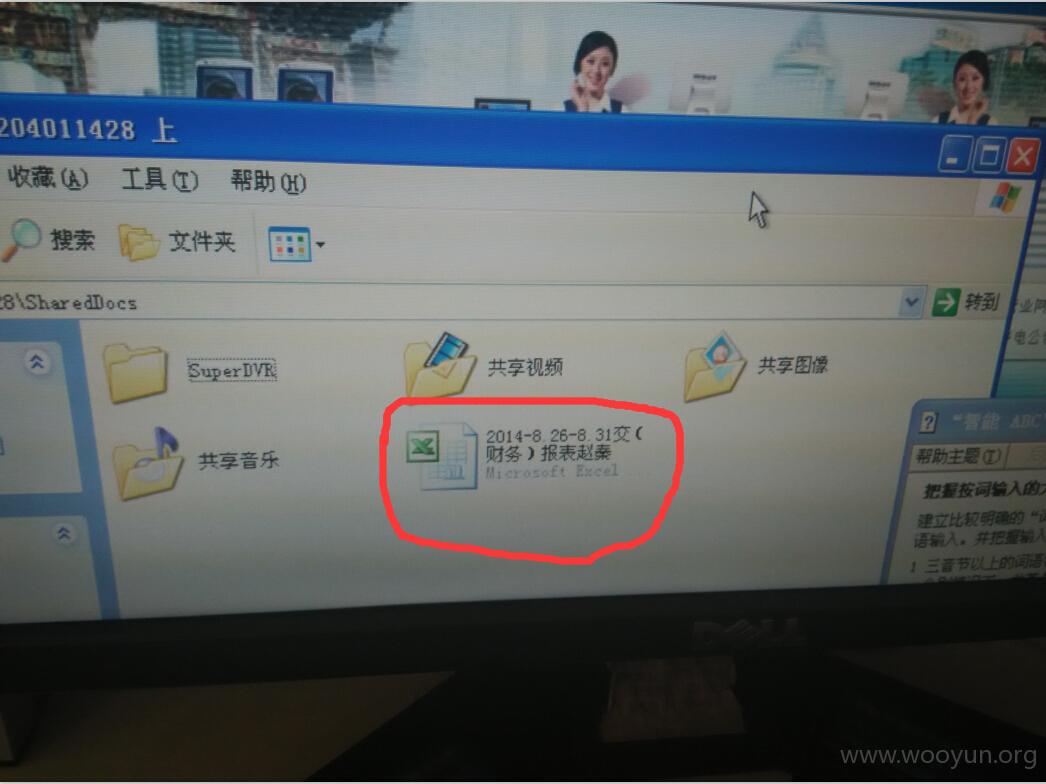 204011428 上
收藏(A) 工具(T) 帮助(H)
搜索 文件夹
28\SharedDocs
转到
SuperDVR
共享视频
共享图像
共享音乐
2014-8.26-8.31交(
财务)报表赵秦
Microsoft Excel ...
"智能 ABC"
帮助主题(T)
把握按词输入的
建立比较明确的"词
语输入。并把握输入
1 三音节以上的词语
DELL
www.wooyun.org